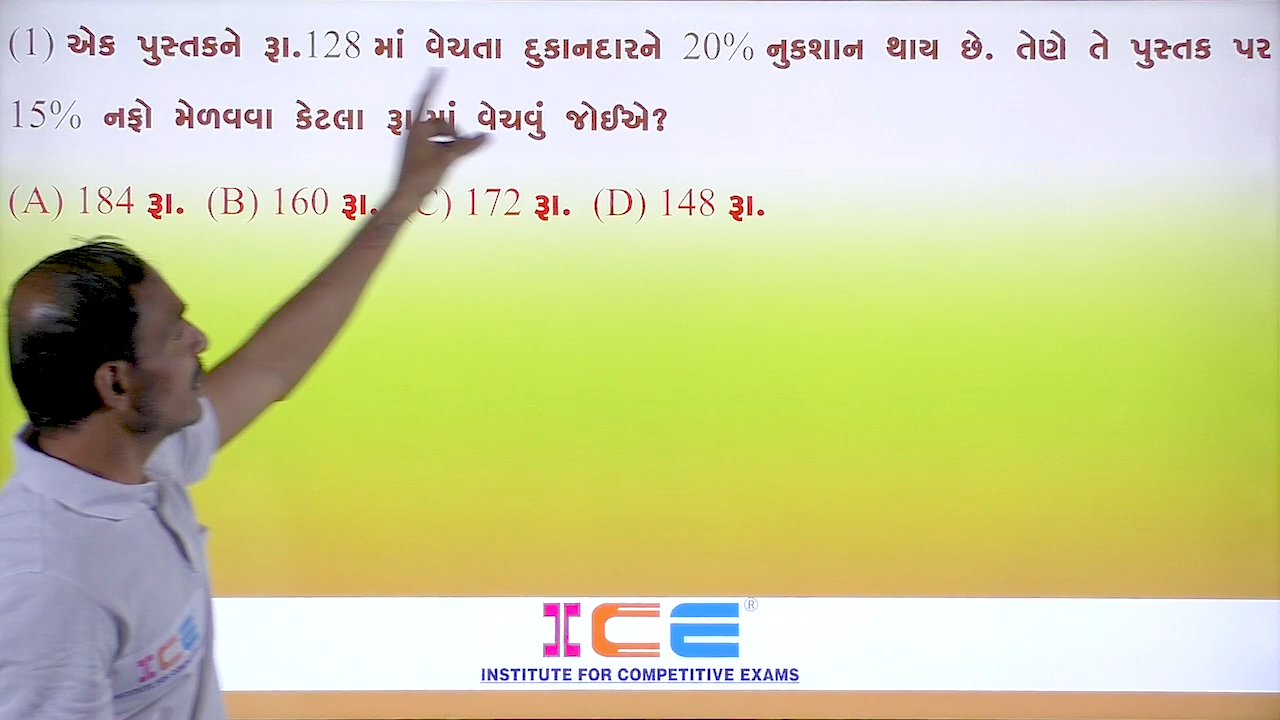 (1) એક પુસ્તકને રૂા.128 માં વેચતા દુકાનદારને 20% નુકશાન થાય છે. તેણે તે પુસ્તક પર
15% નફો મેળવવા કેટલા રૂા માં વેચવું જોઈએ?
(A) 184 રૂા. (B) 160 રૂા. (C) 172 રૂા. (D) 148 રૂા.
ICE®
INSTITUTE FOR COMPETITIVE EXAMS
ICE